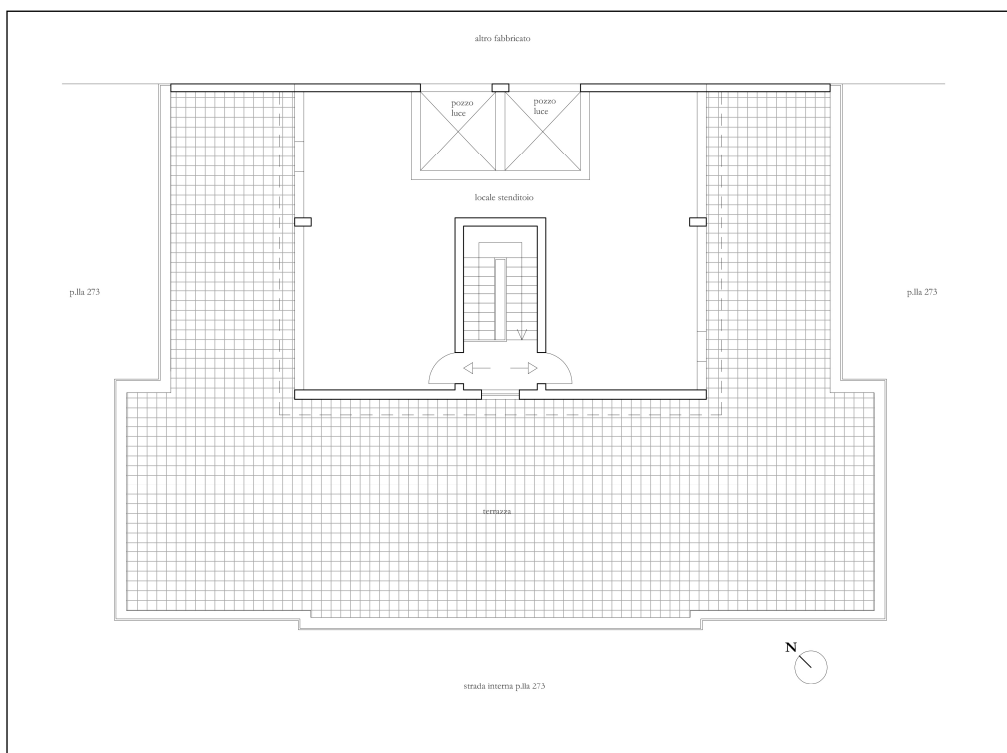 altro fabbricato
pozzo
luce
pozzo
luce
locale stenditoio
p.lla 273
p.lla 273
terrazza
N
strada interna p.lla 273